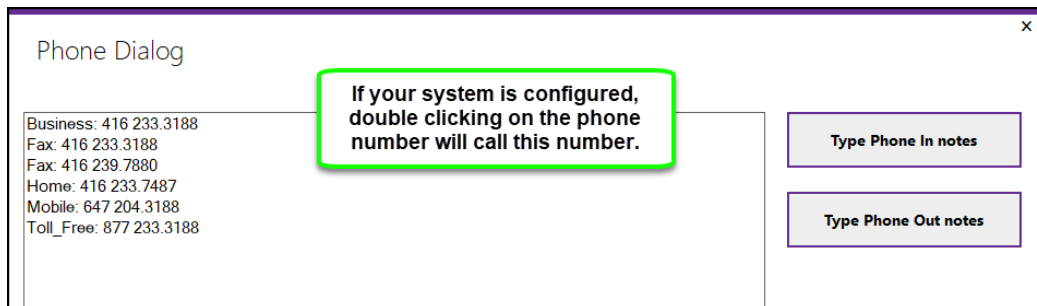 x
Phone Dialog
If your system is configured,
double clicking on the phone
number will call this number.
Business: 416 233.3188
Fax: 416 233.3188
Fax: 416 239.7880
Home: 416 233.7487
Mobile: 647 204.3188
Toll_Free: 877 233.3188
Type Phone In notes
Type Phone Out notes